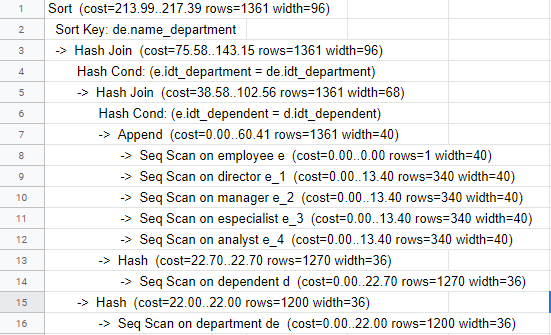 1 Sort (cost=213.99..217.39 rows=1361 width=96)
2 Sort Key: de.name_department
3 -> Hash Join (cost=75.58..143.15 rows=1361 width=96)
4 Hash Cond: (e.idt_department = de.idt_department)
5 -> Hash Join (cost=38.58..102.56 rows=1361 width=68)
6 Hash Cond: (e.idt_dependent = d.idt_dependent)
7 -> Append (cost=0.00..60.41 rows=1361 width=40)
8 -> Seq Scan on employee e (cost=0.00..0.00 rows=1 width=40)
9 -> Seq Scan on director e_1 (cost=0.00..13.40 rows=340 width=40)
10 -> Seq Scan on manager e_2 (cost=0.00..13.40 rows=340 width=40)
11 -> Seq Scan on especialist e_3 (cost=0.00..13.40 rows=340 width=40)
12 -> Seq Scan on analyst e_4 (cost=0.00..13.40 rows=340 width=40)
13 -> Hash (cost=22.70..22.70 rows=1270 width=36)
14 -> Seq Scan on dependent d (cost=0.00..22.70 rows=1270 width=36)
15 -> Hash (cost=22.00..22.00 rows=1200 width=36)
16 -> Seq Scan on department de (cost=0.00..22.00 rows=1200 width=36)